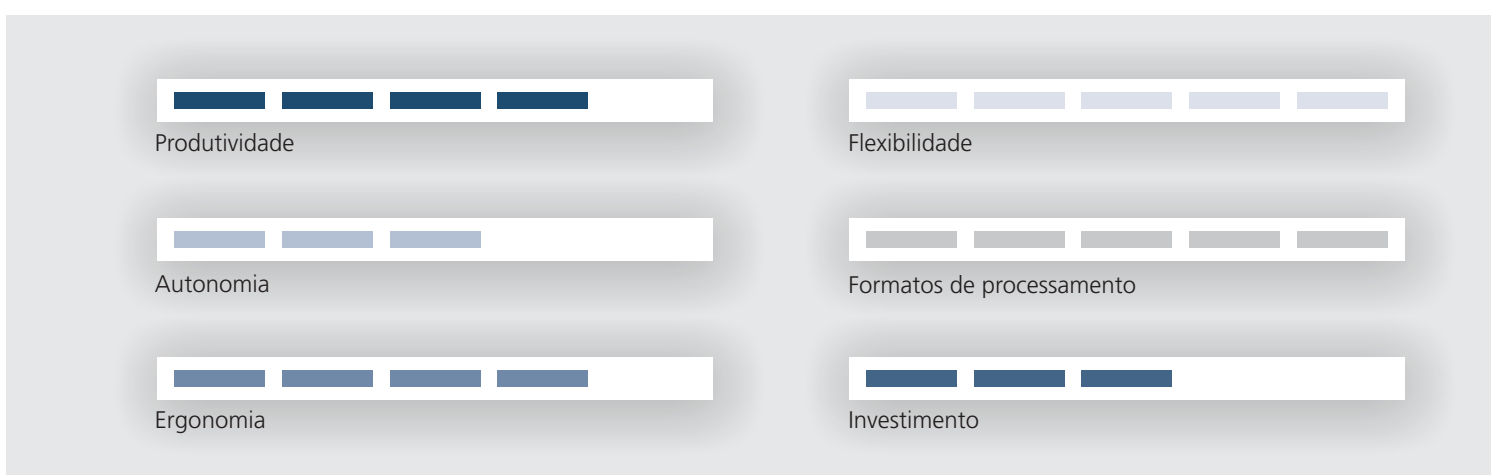 Produtividade
Flexibilidade
Autonomia
Formatos de processamento
Ergonomia
Investimento